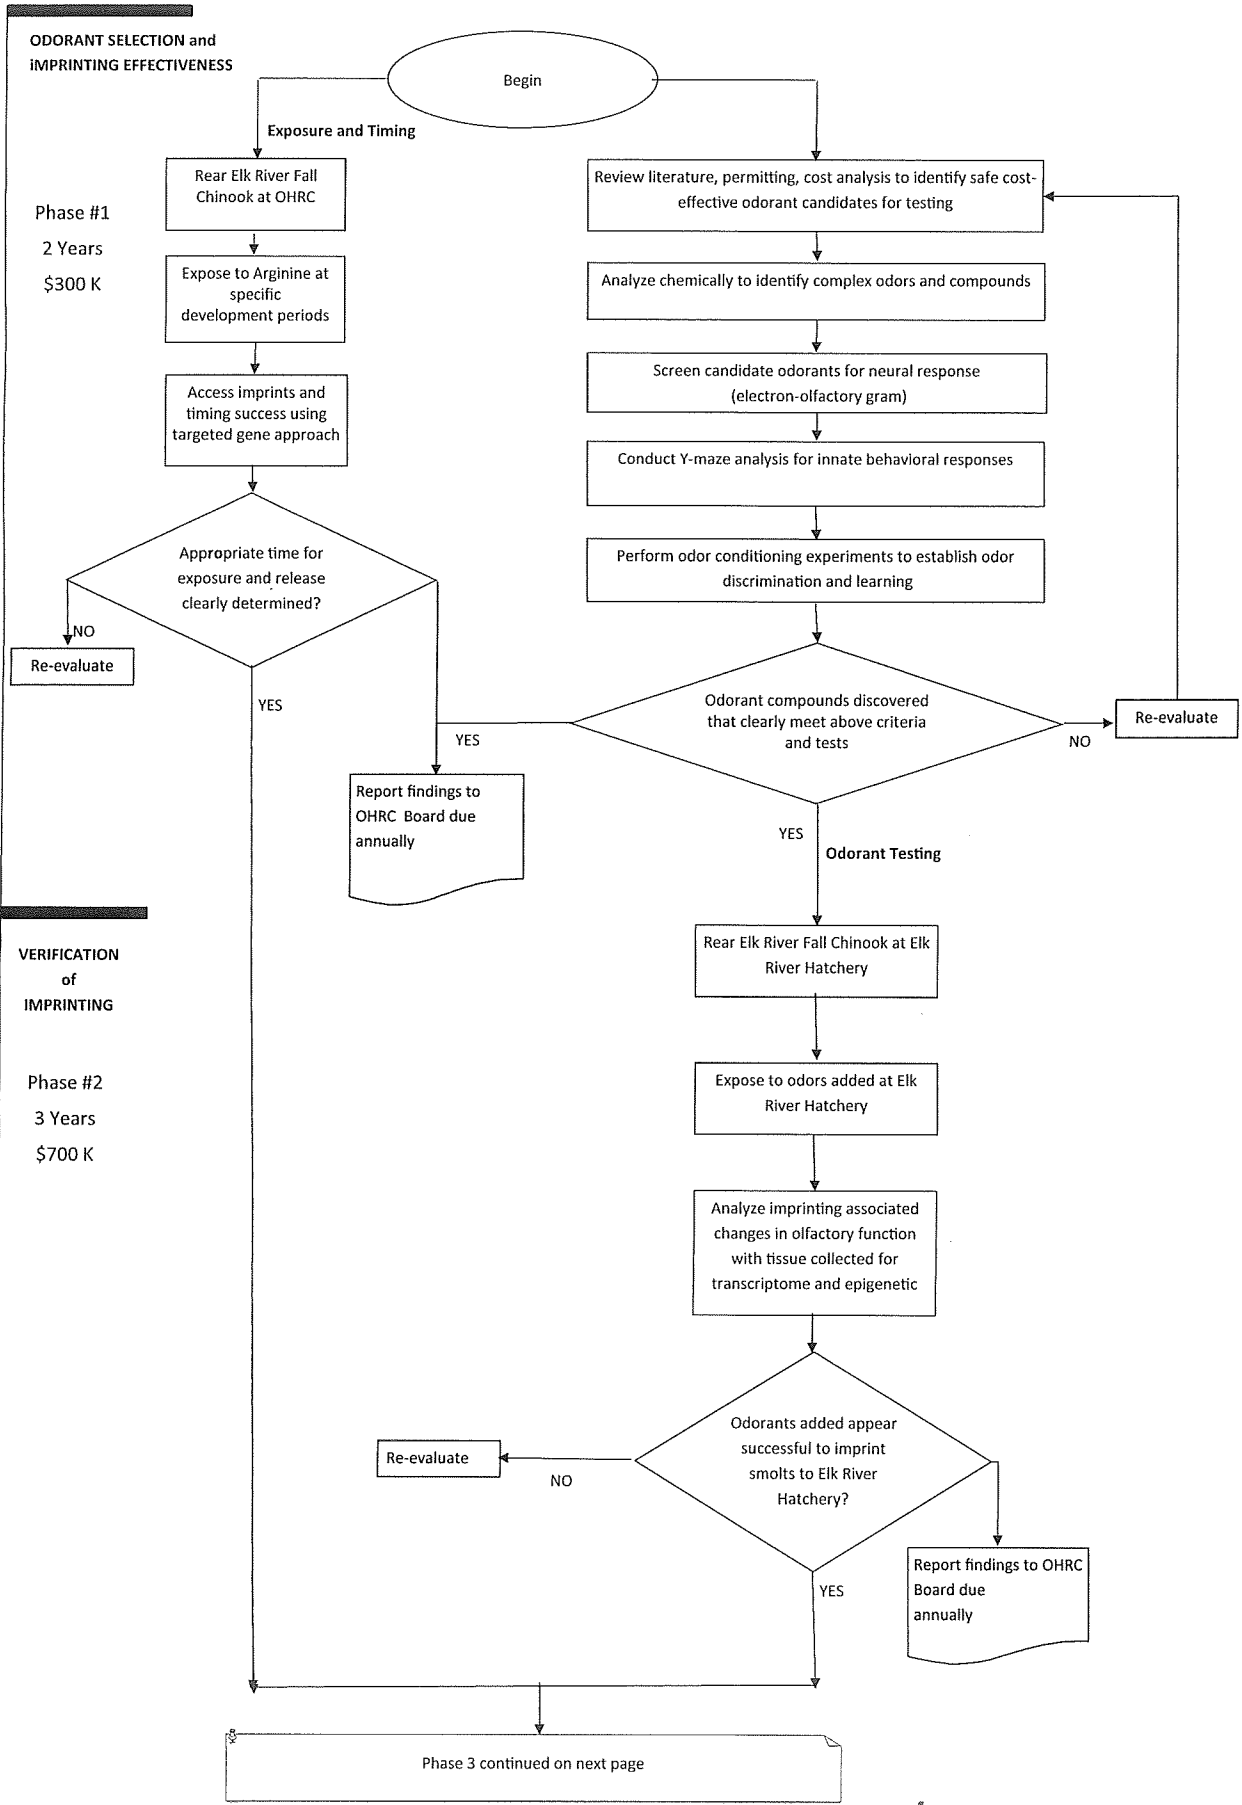 ODORANT SELECTION and
IMPRINTING EFFECTIVENESS
Begin
Exposure and Timing
Rear Elk River Fall
Chinook at OHRC
Review literature, permitting, cost analysis to identify safe cost-
effective odorant candidates for testing
Phase #1
2 Years
$300 K
Expose to Arginine at
specific
development periods
Analyze chemically to identify complex odors and compounds
Screen candidate odorants for neural response
(electron-olfactory gram)
Access imprints and
timing success using
targeted gene approach
Conduct Y-maze analysis for innate behavioral responses
Appropriate time for
exposure and release
clearly determined?
Perform odor conditioning experiments to establish odor
discrimination and learning
NO
Re-evaluate
YES
Odorant compounds discovered
that clearly meet above criteria
and tests
YES
NO
Re-evaluate
Report findings to
OHRC Board due
annually
YES
Odorant Testing
VERIFICATION
of
IMPRINTING
Phase #2
3 Years
$700 K
Rear Elk River Fall Chinook at Elk
River Hatchery
Expose to odors added at Elk
River Hatchery
Analyze imprinting associated
changes in olfactory function
with tissue collected for
transcriptome and epigenetic
Odorants added appear
successful to imprint
smolts to Elk River
Hatchery?
Re-evaluate
NO
Report findings to OHRC
Board due
annually
YES
Phase 3 continued on next page